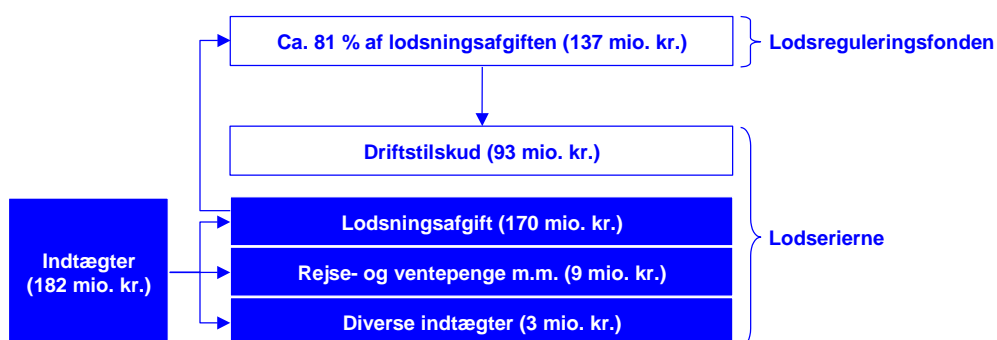 Ca. 81 % af lodsningsafgiften (137 mio. kr.)
Lodsreguleringsfonden
Driftstilskud (93 mio. kr.)
Lodsningsafgift (170 mio. kr.)
Lodserierne
Indtægter
(182 mio. kr.)
Rejse- og ventepenge m.m. (9 mio. kr.)
Diverse indtægter (3 mio. kr.)